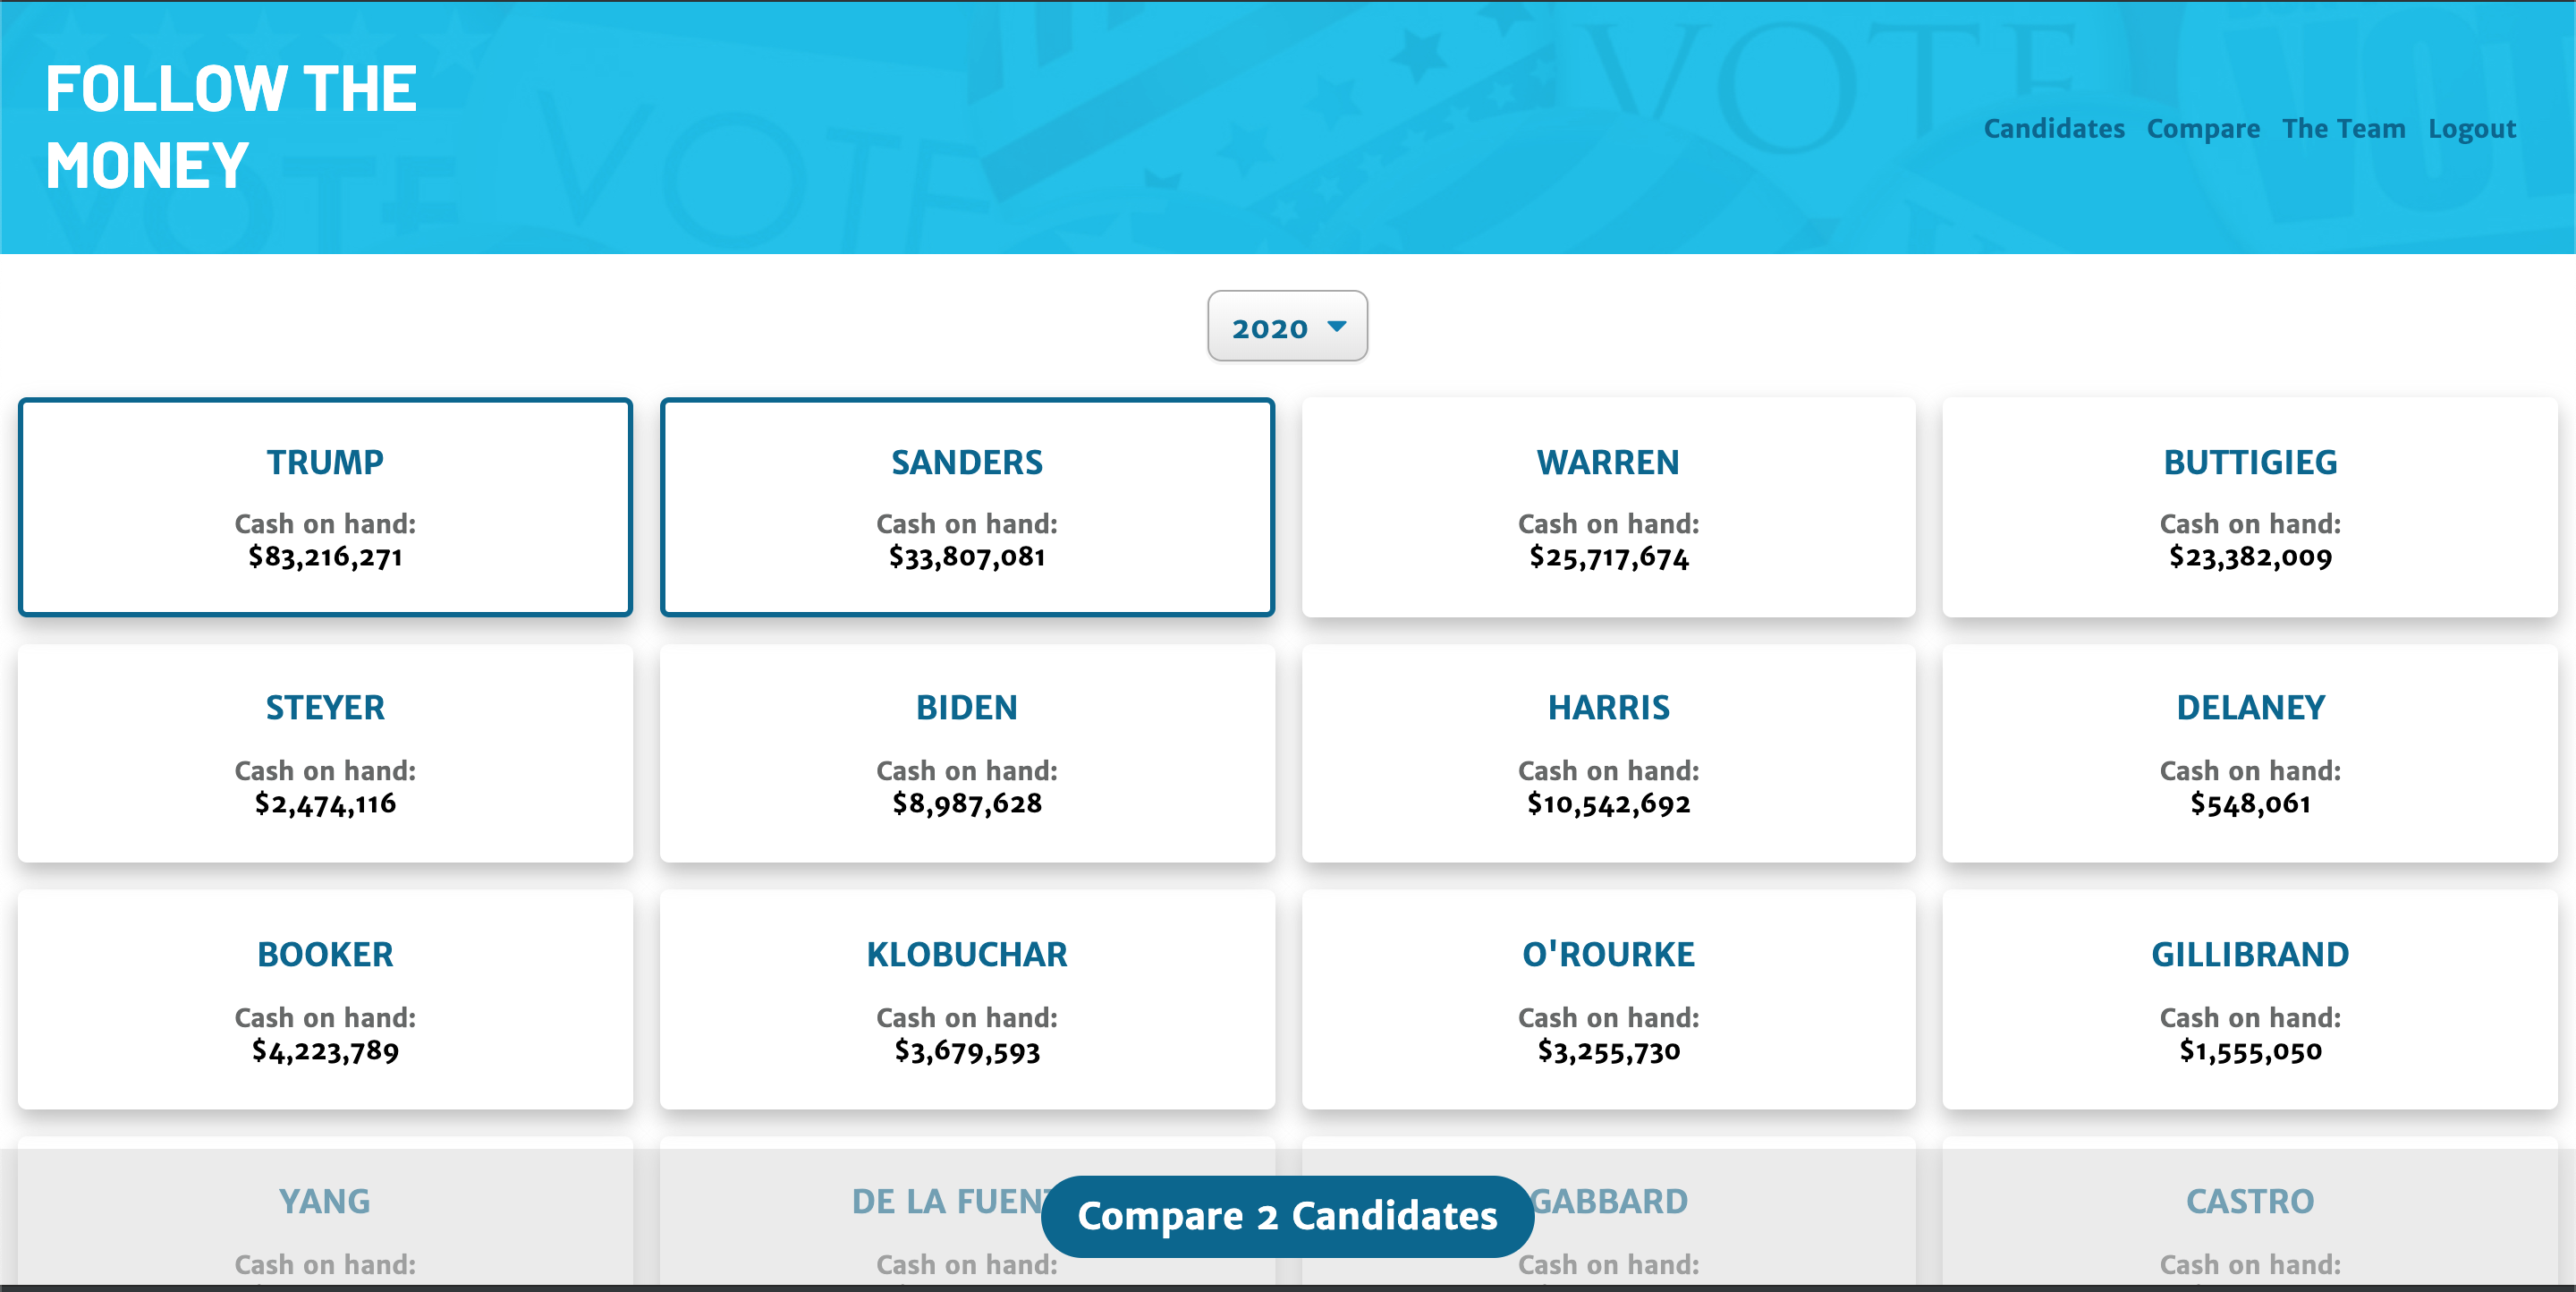 FOLLOW THE
MONEY
VOTE
VOTE
VOTE
Candidates Compare The Team Logout
2020
TRUMP
Cash on hand:
$83,216,271
SANDERS
Cash on hand:
$33,807,081
WARREN
Cash on hand:
$25,717,674
BUTTIGIEG
Cash on hand:
$23,382,009
STEYER
Cash on hand:
$2,474,116
BIDEN
Cash on hand:
$8,987,628
HARRIS
Cash on hand:
$10,542,692
DELANEY
Cash on hand:
$548,061
BOOKER
Cash on hand:
$4,223,789
KLOBUCHAR
Cash on hand:
$3,679,593
O'ROURKE
Cash on hand:
$3,255,730
GILLIBRAND
Cash on hand:
$1,555,050
YANG
Cash on hand:
DE LA FUEN
Cash on hand:
GABBARD
Cash on hand:
CASTRO
Cash on hand:
Compare 2 Candidates